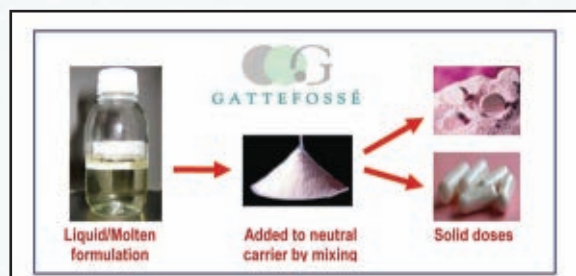 GATTEFOSSÉ
Liquid/Molten
formulation
Added to neutral
carrier by mixing
Solid doses